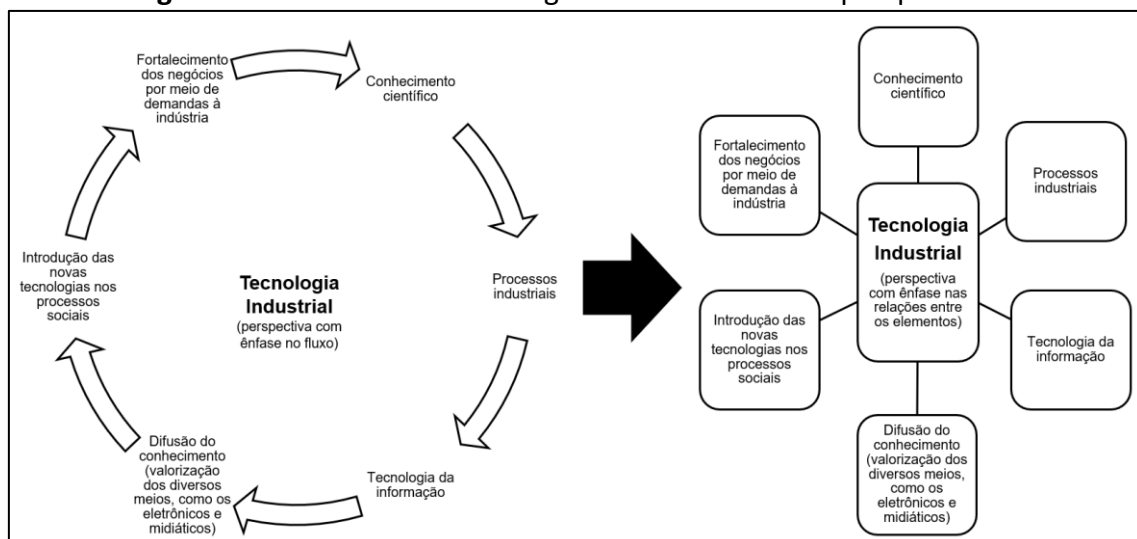 Fortalecimento
dos negócios
por meio de
demandas à
indústria
Conhecimento
científico
Processos
industriais
Tecnologia da
informação
Difusão do
conhecimento
(valorização
dos diversos
meios, como os
eletrônicos e
midiáticos)
Introdução das
novas
tecnologias nos
processos
sociais
Tecnologia
Industrial
(perspectiva com
ênfase no fluxo)
Conhecimento
científico
Fortalecimento
dos negócios
por meio de
demandas à
indústria
Processos
industriais
Tecnologia
Industrial
(perspectiva
com ênfase nas
relações entre
os elementos)
Introdução das
novas
tecnologias nos
processos
sociais
Tecnologia da
informação
Difusão do
conhecimento
(valorização dos
diversos meios,
como os
eletrônicos e
midiáticos)